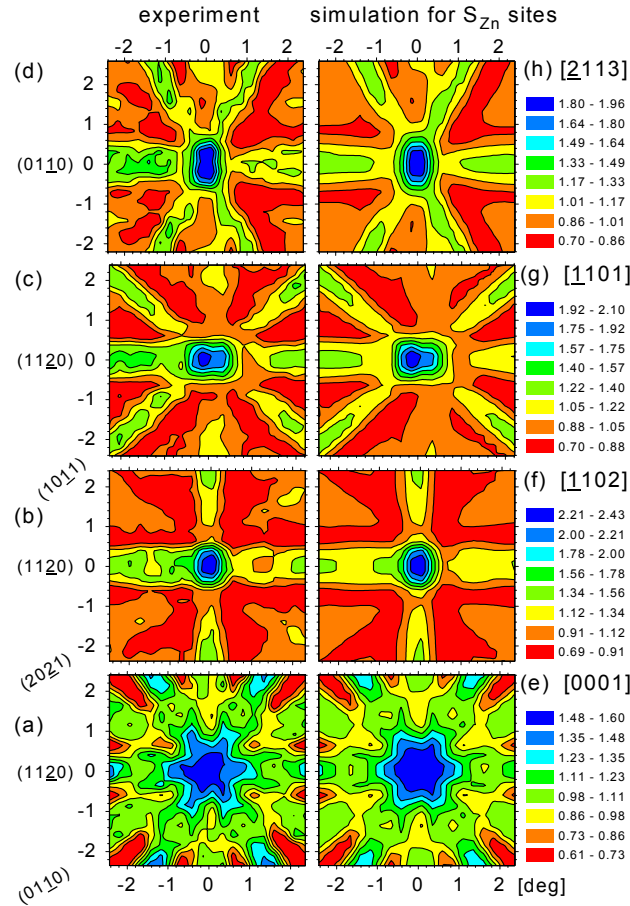 experiment simulation for S_Zn sites
-2 -1 0 1 2 -2 -1 0 1 2
(d) (h) [2113]
2
1
(0110) 0
-1
-2
1.80 - 1.96
1.64 - 1.80
1.49 - 1.64
1.33 - 1.49
1.17 - 1.33
1.01 - 1.17
0.86 - 1.01
0.70 - 0.86
(c) (g) [1101]
2
1
(1120) 0
-1
-2
(1011)
1.92 - 2.10
1.75 - 1.92
1.57 - 1.75
1.40 - 1.57
1.22 - 1.40
1.05 - 1.22
0.88 - 1.05
0.70 - 0.88
(b) (f) [1102]
2
1
(1120) 0
-1
-2
(2021)
2.21 - 2.43
2.00 - 2.21
1.78 - 2.00
1.56 - 1.78
1.34 - 1.56
1.12 - 1.34
0.91 - 1.12
0.69 - 0.91
(a) (e) [0001]
2
1
(1120) 0
-1
-2
(0110)
1.48 - 1.60
1.35 - 1.48
1.23 - 1.35
1.11 - 1.23
0.98 - 1.11
0.86 - 0.98
0.73 - 0.86
0.61 - 0.73
-2 -1 0 1 2 -2 -1 0 1 2 [deg]